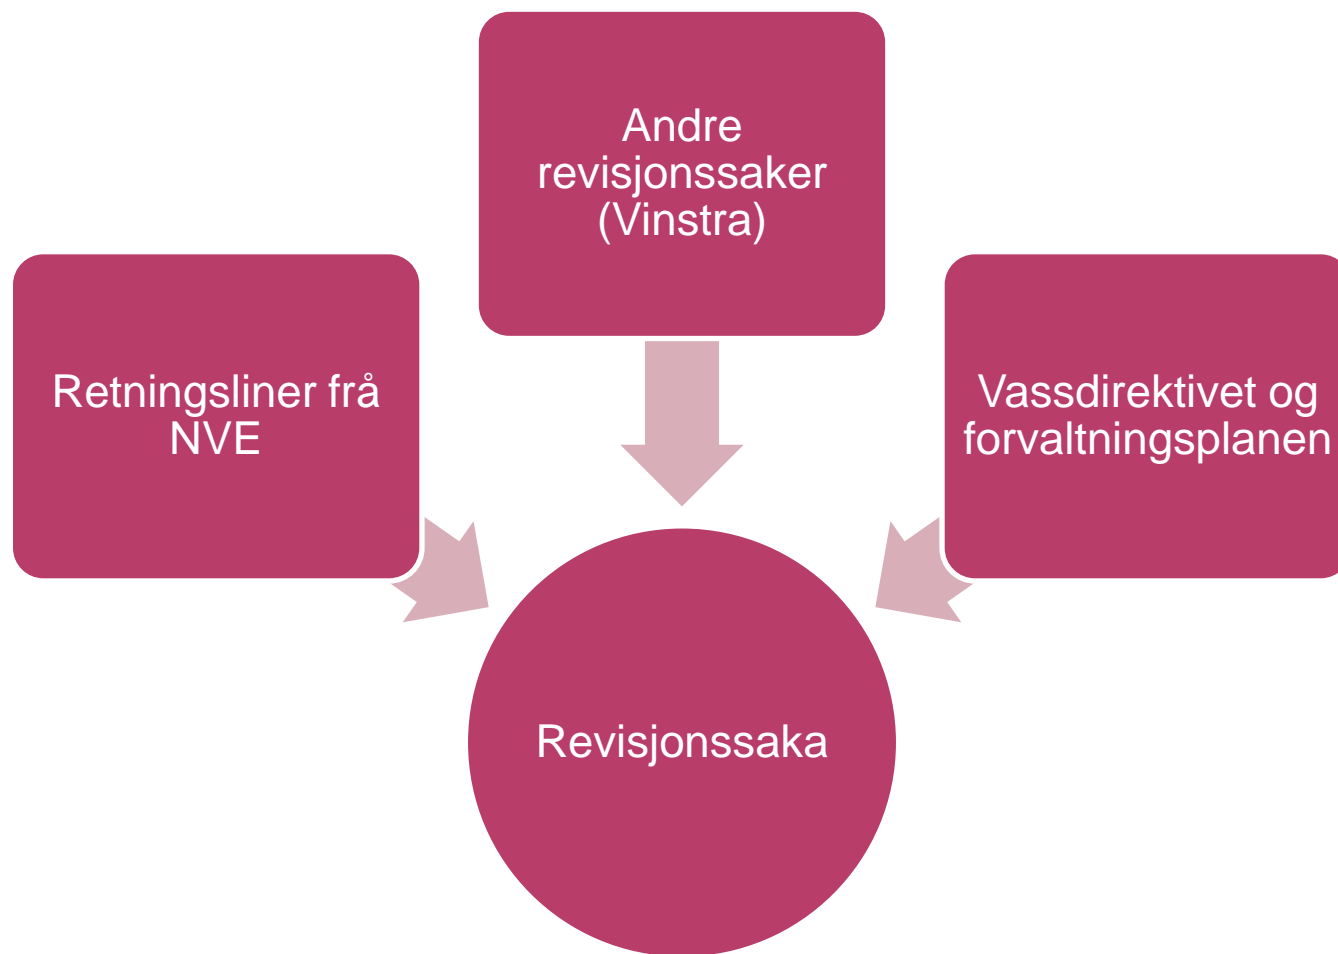 Andre
revisjonssaker
(Vinstra)
Retningsliner frå
NVE
Vassdirektivet og
forvaltningsplanen
Revisjonssaka